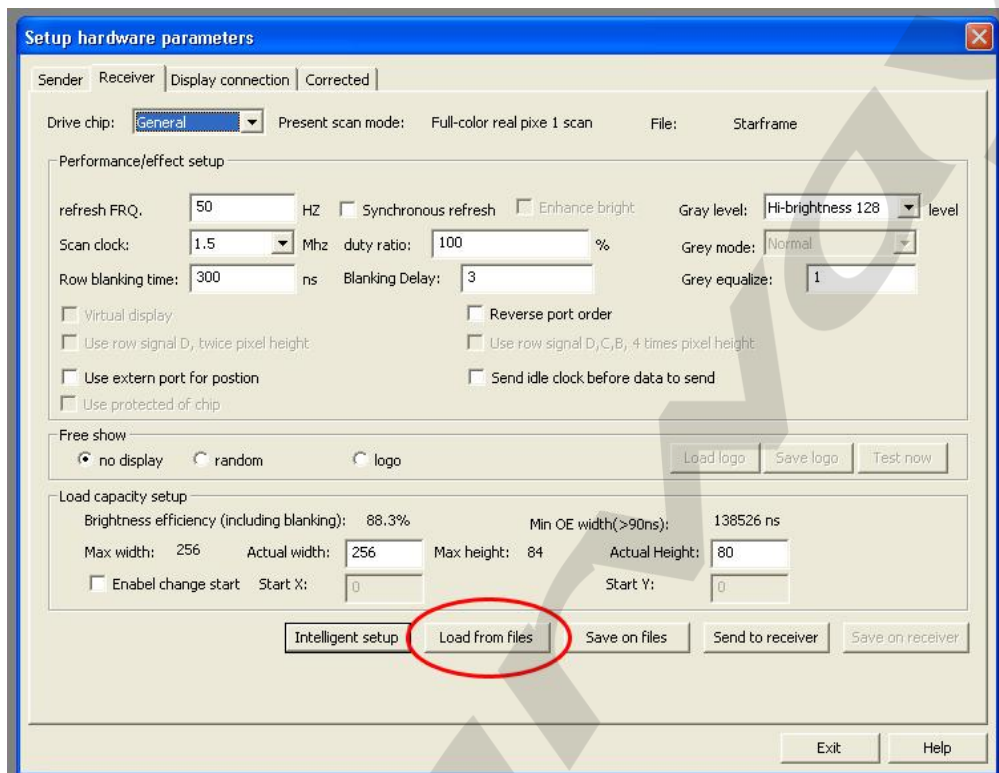 Setup hardware parameters
Sender Receiver Display connection Corrected
Drive chip: General Present scan mode: Full-color real pixe 1 scan File: Starframe
Performance/effect setup
refresh FRQ. 50 HZ Synchronous refresh Enhance bright Gray level: Hi-brightness 128 level
Scan clock: 1.5 Mhz duty ratio: 100 % Grey mode: Normal
Row blanking time: 300 ns Blanking Delay: 3 Grey equalize: 1
Virtual display Reverse port order
Use row signal D, twice pixel height Use row signal D,C,B, 4 times pixel height
Use extern port for postion Send idle clock before data to send
Use protected of chip
Free show
no display random logo Load logo Save logo Test now
Load capacity setup
Brightness efficiency (including blanking): 88.3% Min OE width(>90ns): 138526 ns
Max width: 256 Actual width: 256 Max height: 84 Actual Height: 80
Enabel change start Start X: 0 Start Y: 0
Intelligent setup Load from files Save on files Send to receiver Save on receiver
Exit Help